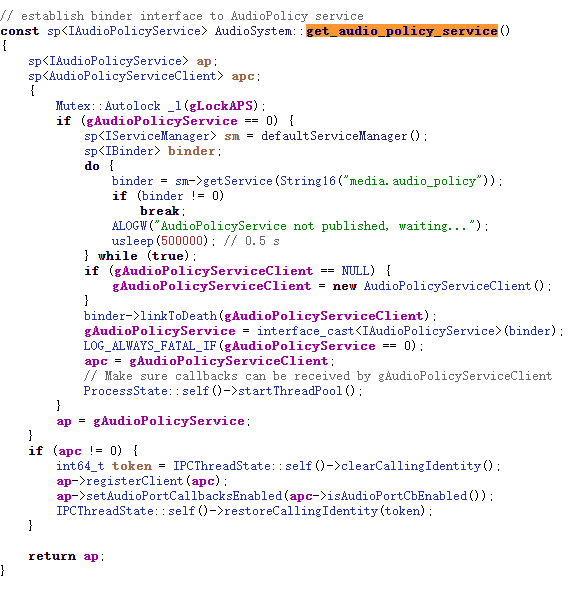 // establish binder interface to AudioPolicy service
const sp<IAudioPolicyService> AudioSystem::get_audio_policy_service()
{
    sp<IAudioPolicyService> ap;
    sp<AudioPolicyServiceClient> apc;
    {
        Mutex::Autolock _l(gLockAPS);
        if (gAudioPolicyService == 0) {
            sp<IServiceManager> sm = defaultServiceManager();
            sp<IBinder> binder;
            do {
                binder = sm->getService(String16("media.audio_policy"));
                if (binder != 0)
                    break;
                ALOGW("AudioPolicyService not published, waiting...");
                usleep(500000); // 0.5 s
            } while (true);
            if (gAudioPolicyServiceClient == NULL) {
                gAudioPolicyServiceClient = new AudioPolicyServiceClient();
            }
            binder->linkToDeath(gAudioPolicyServiceClient);
            gAudioPolicyService = interface_cast<IAudioPolicyService>(binder);
            LOG_ALWAYS_FATAL_IF(gAudioPolicyService == 0);
            apc = gAudioPolicyServiceClient;
            // Make sure callbacks can be received by gAudioPolicyServiceClient
            ProcessState::self()->startThreadPool();
        }
        ap = gAudioPolicyService;
    }
    if (apc != 0) {
        int64_t token = IPCThreadState::self()->clearCallingIdentity();
        ap->registerClient(apc);
        ap->setAudioPortCallbacksEnabled(apc->isAudioPortCbEnabled());
        IPCThreadState::self()->restoreCallingIdentity(token);
    }

    return ap;
}